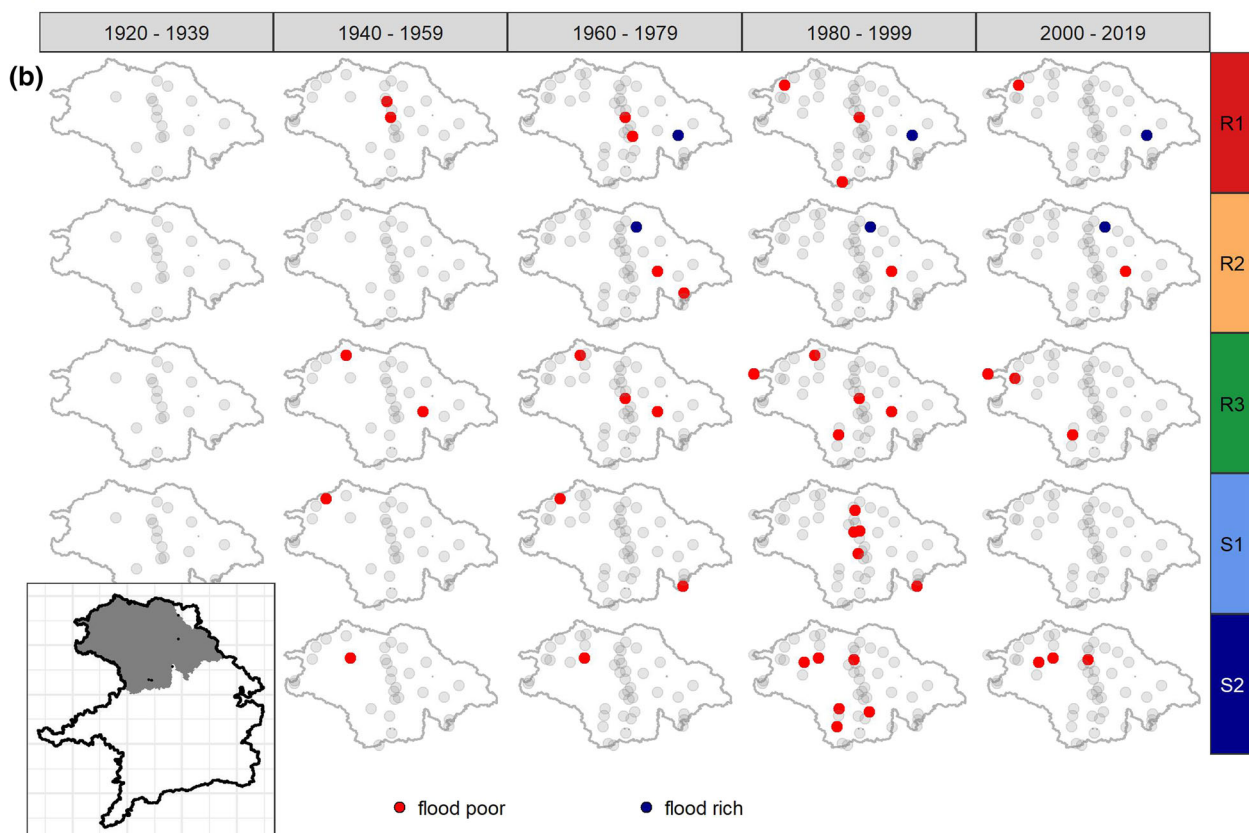 1920 - 1939 1940 - 1959 1960 - 1979 1980 - 1999 2000 - 2019
(b)
R1
R2
R3
S1
S2
flood poor flood rich